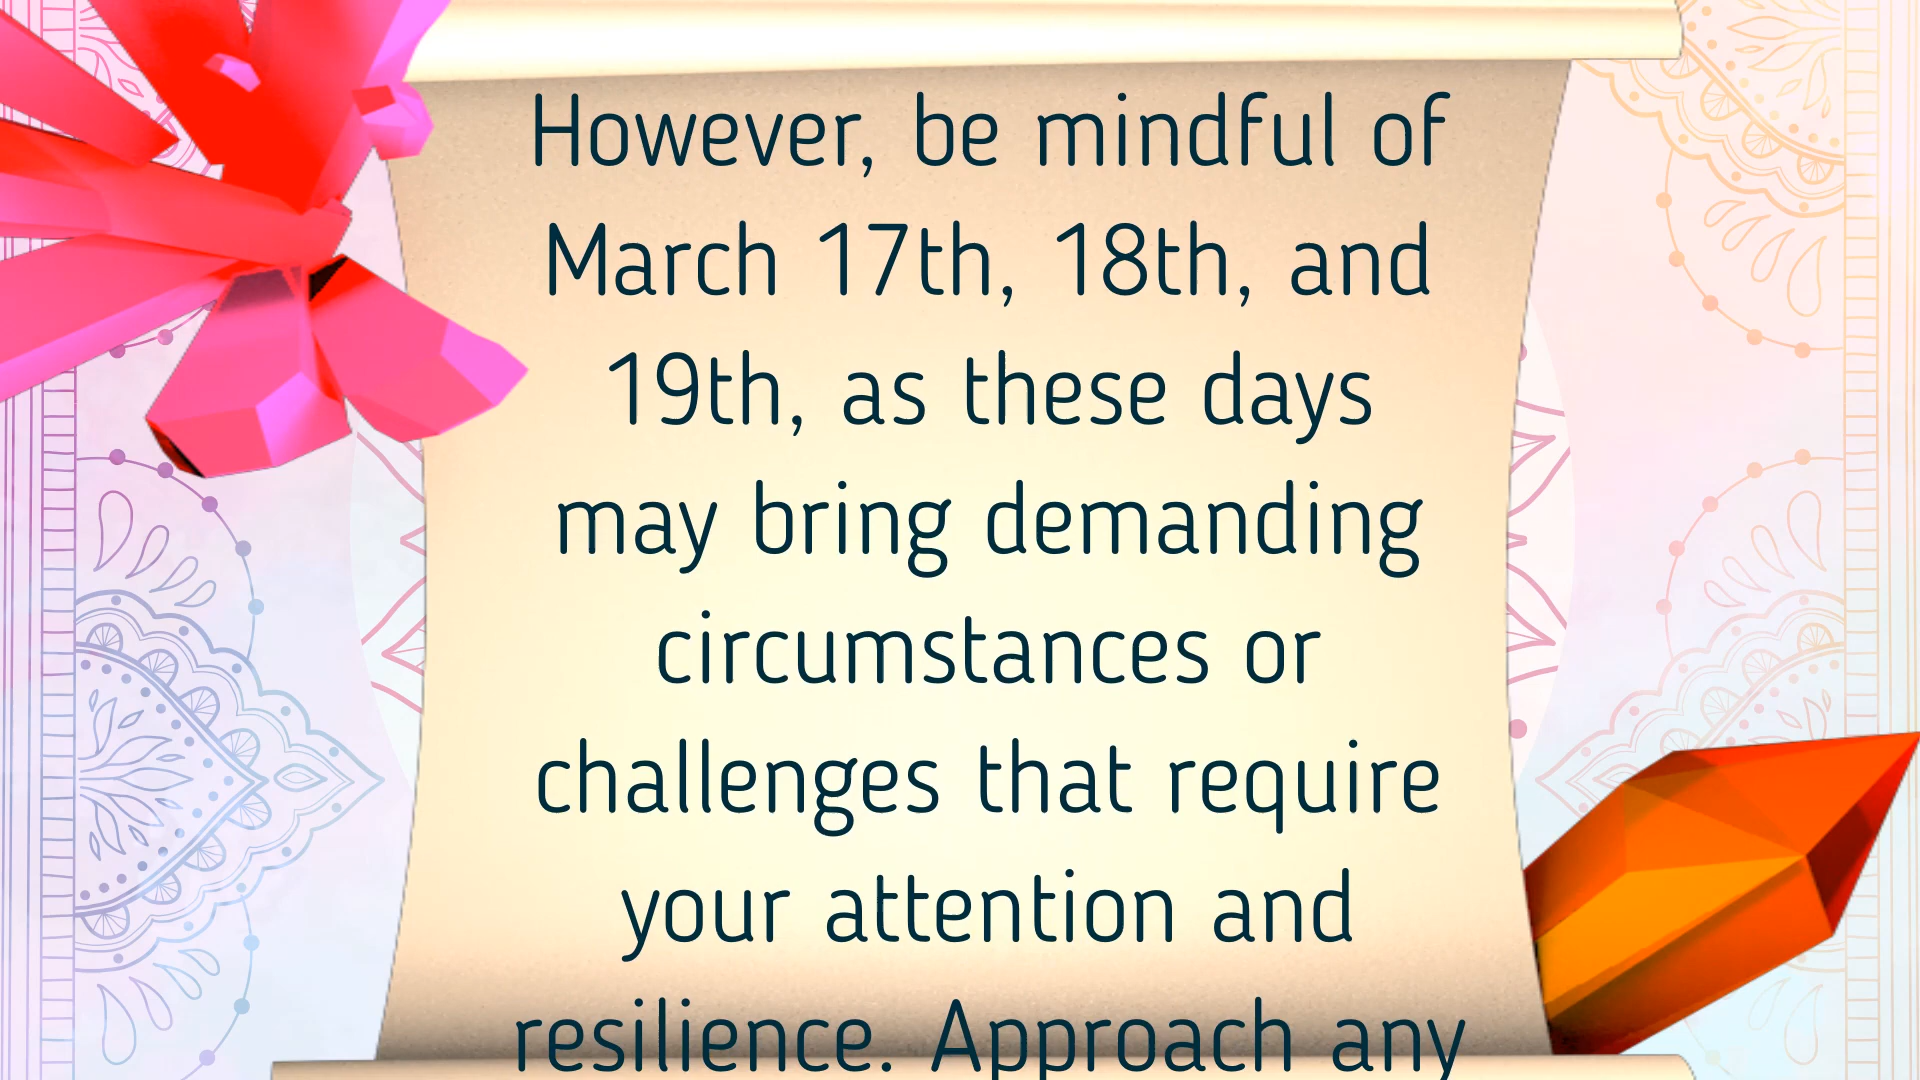 However, be mindful of
March 17th, 18th, and
19th, as these days
may bring demanding
circumstances or
challenges that require
your attention and
resilience. Approach any